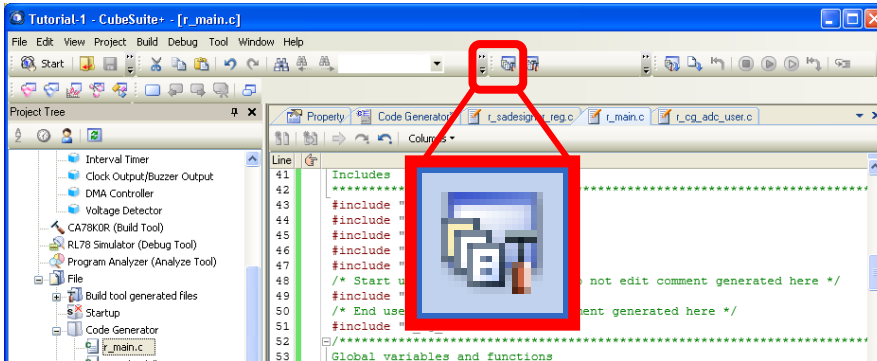 Tutorial-1 - CubeSuite+ - [r_main.c]
File Edit View Project Build Debug Tool Window Help
Start
Project Tree
Property Code Generator r_sadesigner_reg.c r_main.c r_cg_adc_user.c
Columns
Interval Timer
Clock Output/Buzzer Output
DMA Controller
Voltage Detector
CA78K0R (Build Tool)
RL78 Simulator (Debug Tool)
Program Analyzer (Analyze Tool)
File
Build tool generated files
Startup
Code Generator
r_main.c
Line
41 Includes
42 ***********************************************************************
43 #include "
44 #include "
45 #include "
46 #include "
47 #include "
48 /* Start u not edit comment generated here */
49 #include "
50 /* End use ment generated here */
51 #include "
52 /***********************************************************************
53 Global variables and functions